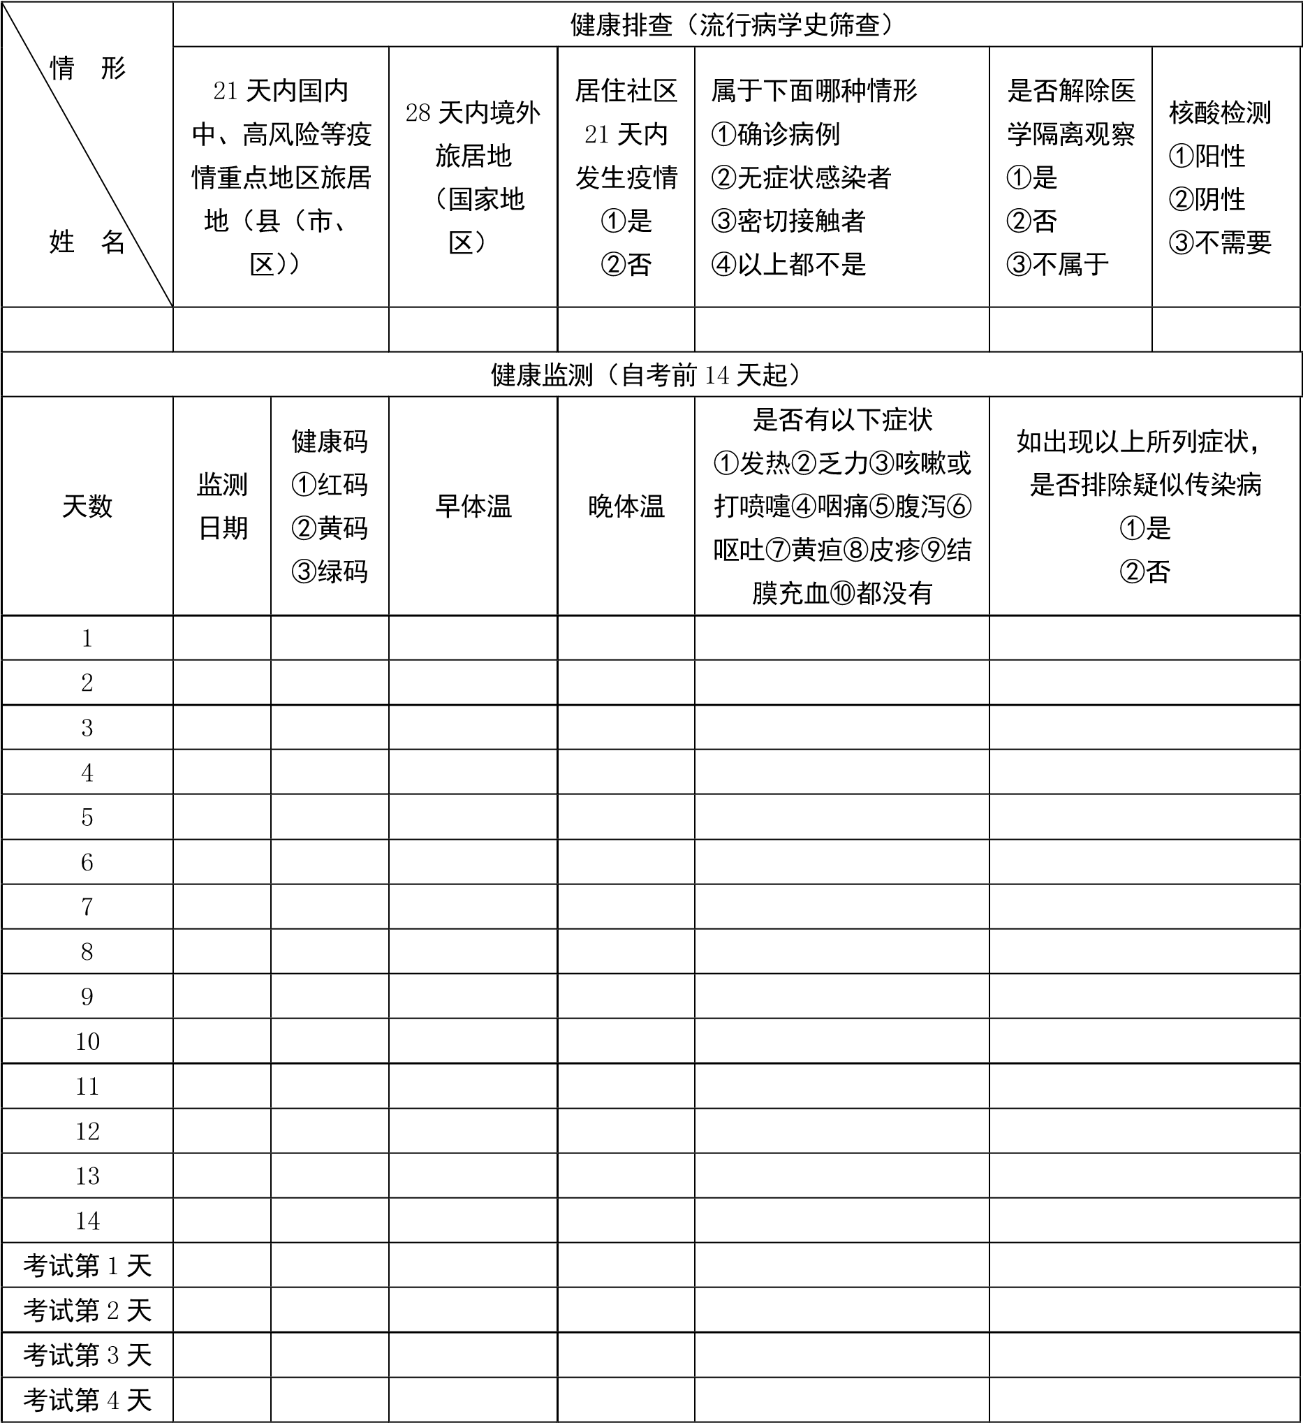 健康排查（流行病学史筛查）
情　形
姓　名
21 天内国内
中、高风险等疫
情重点地区旅居
地（县（市、
区））
28 天内境外
旅居地
（国家地
区）
居住社区
21 天内
发生疫情
①是
②否
属于下面哪种情形
①确诊病例
②无症状感染者
③密切接触者
④以上都不是
是否解除医
学隔离观察
①是
②否
③不属于
核酸检测
①阳性
②阴性
③不需要
健康监测（自考前 14 天起）
天数
监测
日期
健康码
①红码
②黄码
③绿码
早体温
晚体温
是否有以下症状
①发热②乏力③咳嗽或
打喷嚏④咽痛⑤腹泻⑥
呕吐⑦黄疸⑧皮疹⑨结
膜充血⑩都没有
如出现以上所列症状，
是否排除疑似传染病
①是
②否
1
2
3
4
5
6
7
8
9
10
11
12
13
14
考试第 1 天
考试第 2 天
考试第 3 天
考试第 4 天